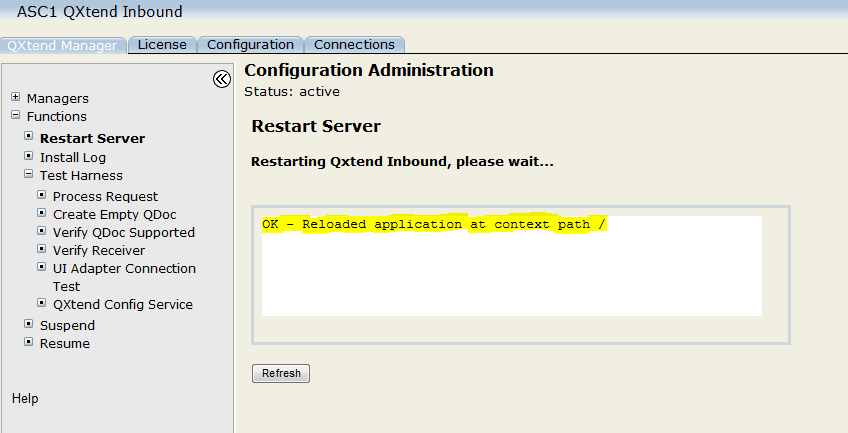 ASC1 QXtend Inbound
QXtend Manager License Configuration Connections
Configuration Administration
Status: active
Managers
Functions
Restart Server
Install Log
Test Harness
Process Request
Create Empty QDoc
Verify QDoc Supported
Verify Receiver
UI Adapter Connection
Test
QXtend Config Service
Suspend
Resume
Help
Restart Server
Restarting Qxtend Inbound, please wait...
OK - Reloaded application at context path /
Refresh